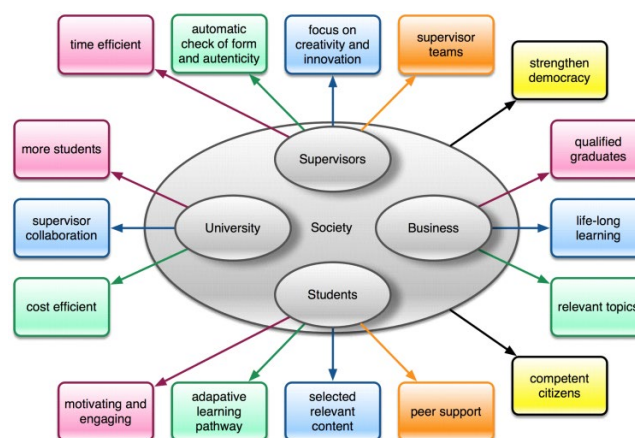 time efficient
automatic
check of form
and autenticity
focus on
creativity and
innovation
supervisor
teams
strengthen
democracy
more students
Supervisors
qualified
graduates
supervisor
collaboration
University
Society
Business
life-long
learning
cost efficient
Students
relevant topics
motivating and
engaging
adapative
learning
pathway
selected
relevant
content
peer support
competent
citizens